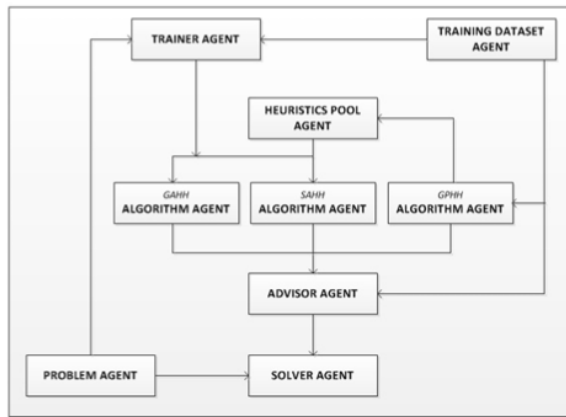 TRAINER AGENT
TRAINING DATASET
AGENT
HEURISTICS POOL
AGENT
GAHH
ALGORITHM AGENT
SAHH
ALGORITHM AGENT
GPHH
ALGORITHM AGENT
ADVISOR AGENT
PROBLEM AGENT
SOLVER AGENT